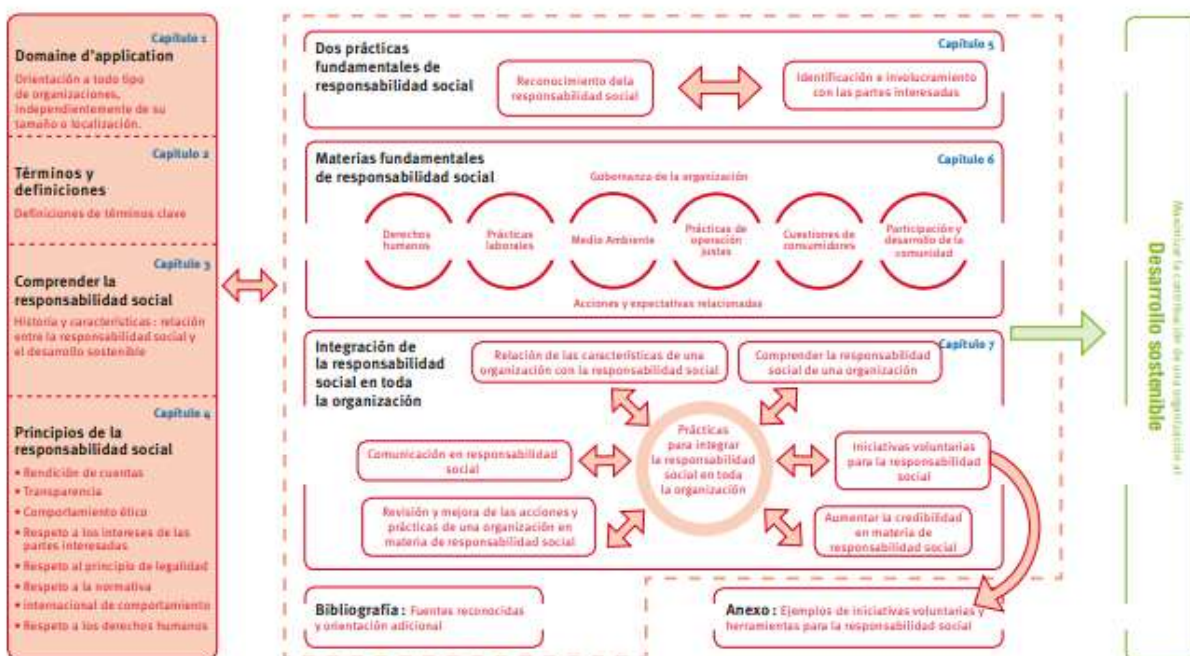 Capítulo 1
Domaine d'application
Orientación a todo tipo
de organizaciones,
independientemente de su
tamaño o localización.
Capítulo 2
Términos y
definiciones
Definiciones de términos clave
Capítulo 3
Comprender la
responsabilidad social
Historia y características : relación
entre la responsabilidad social y
el desarrollo sostenible
Capítulo 4
Principios de la
responsabilidad social
• Rendición de cuentas
• Transparencia
• Comportamiento ético
• Respeto a los intereses de las
partes interesadas
• Respeto al principio de legalidad
• Respeto a la normativa
• internacional de comportamiento
• Respeto a los derechos humanos
Capítulo 5
Dos prácticas
fundamentales de
responsabilidad social
Reconocimiento dela
responsabilidad social
Identificación e involucramiento
con las partes interesadas
Capítulo 6
Materias fundamentales
de responsabilidad social
Gobernanza de la organización
Derechos
humanos
Prácticas
laborales
Medio Ambiente
Prácticas de
operación
justas
Cuestiones de
consumidores
Participación y
desarrollo de la
comunidad
Acciones y expectativas relacionadas
Capítulo 7
Integración de
la responsabilidad
social en toda
la organización
Relación de las características de una
organización con la responsabilidad social
Comprender la responsabilidad
social de una organización
Prácticas
para integrar
la responsabilidad
social en toda
la organización
Comunicación en responsabilidad
social
Iniciativas voluntarias
para la responsabilidad
social
Revisión y mejora de las acciones y
prácticas de una organización en
materia de responsabilidad social
Aumentar la credibilidad
en materia de
responsabilidad social
Bibliografía : Fuentes reconocidas
y orientación adicional
Anexo : Ejemplos de iniciativas voluntarias y
herramientas para la responsabilidad social
Maximizar la contribución de una organización al
Desarrollo sostenible